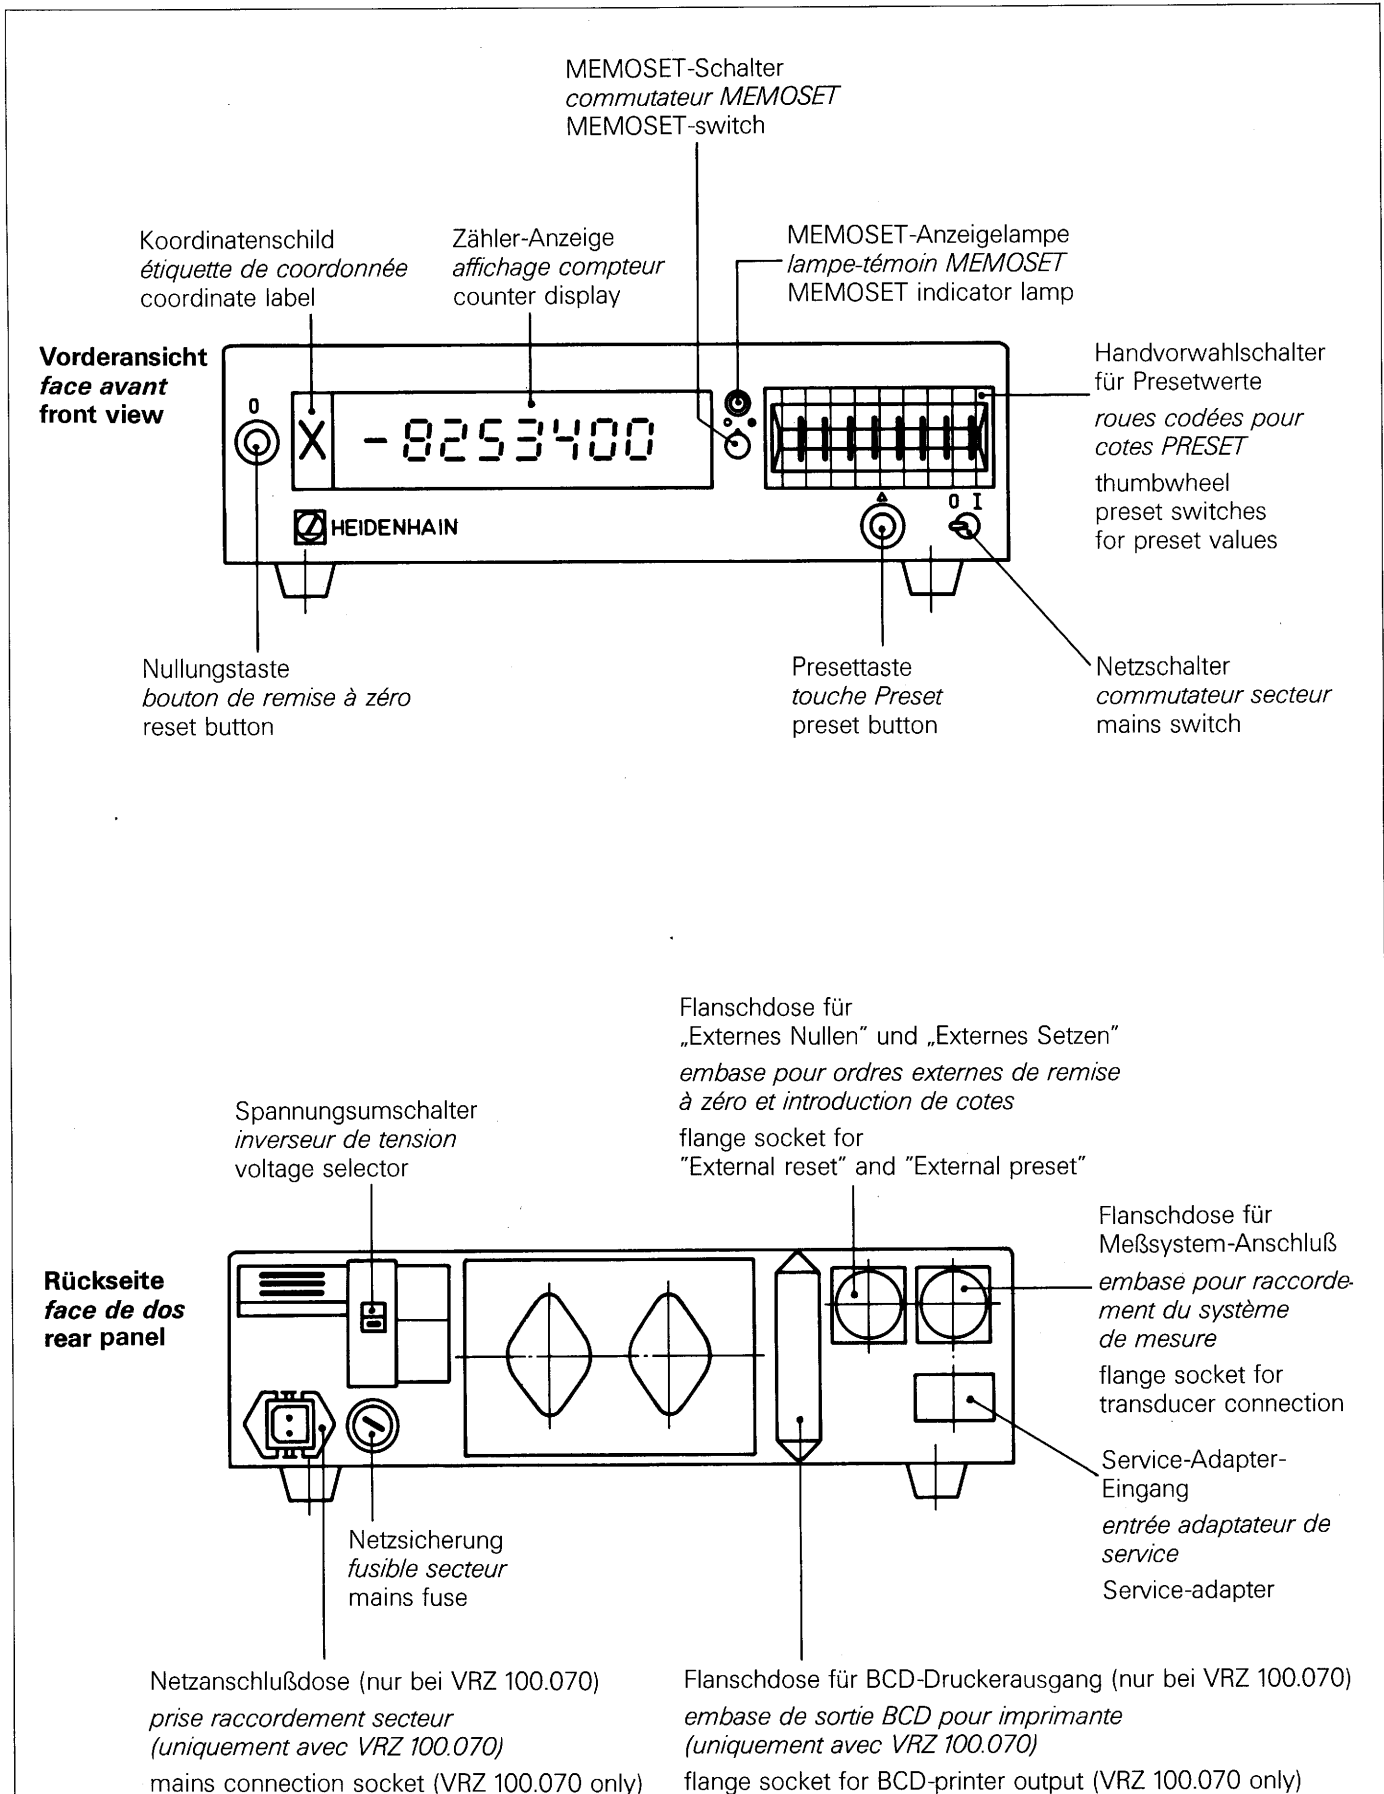 MEMOSET-Schalter
commutateur MEMOSET
MEMOSET-switch
Koordinatenschild
étiquette de coordonnée
coordinate label
Zähler-Anzeige
affichage compteur
counter display
MEMOSET-Anzeigelampe
lampe-témoin MEMOSET
MEMOSET indicator lamp
Vorderansicht
face avant
front view
Handvorwahlschalter
für Presetwerte
roues codées pour
cotes PRESET
thumbwheel
preset switches
for preset values
0
X
-8253400
0 I
HEIDENHAIN
Nullungstaste
bouton de remise à zéro
reset button
Presettaste
touche Preset
preset button
Netzschalter
commutateur secteur
mains switch
Flanschdose für
„Externes Nullen” und „Externes Setzen”
embase pour ordres externes de remise
à zéro et introduction de cotes
flange socket for
”External reset” and ”External preset”
Spannungsumschalter
inverseur de tension
voltage selector
Rückseite
face de dos
rear panel
Flanschdose für
Meßsystem-Anschluß
embase pour raccorde-
ment du système
de mesure
flange socket for
transducer connection
Service-Adapter-
Eingang
entrée adaptateur de
service
Service-adapter
Netzsicherung
fusible secteur
mains fuse
Netzanschlußdose (nur bei VRZ 100.070)
prise raccordement secteur
(uniquement avec VRZ 100.070)
mains connection socket (VRZ 100.070 only)
Flanschdose für BCD-Druckerausgang (nur bei VRZ 100.070)
embase de sortie BCD pour imprimante
(uniquement avec VRZ 100.070)
flange socket for BCD-printer output (VRZ 100.070 only)